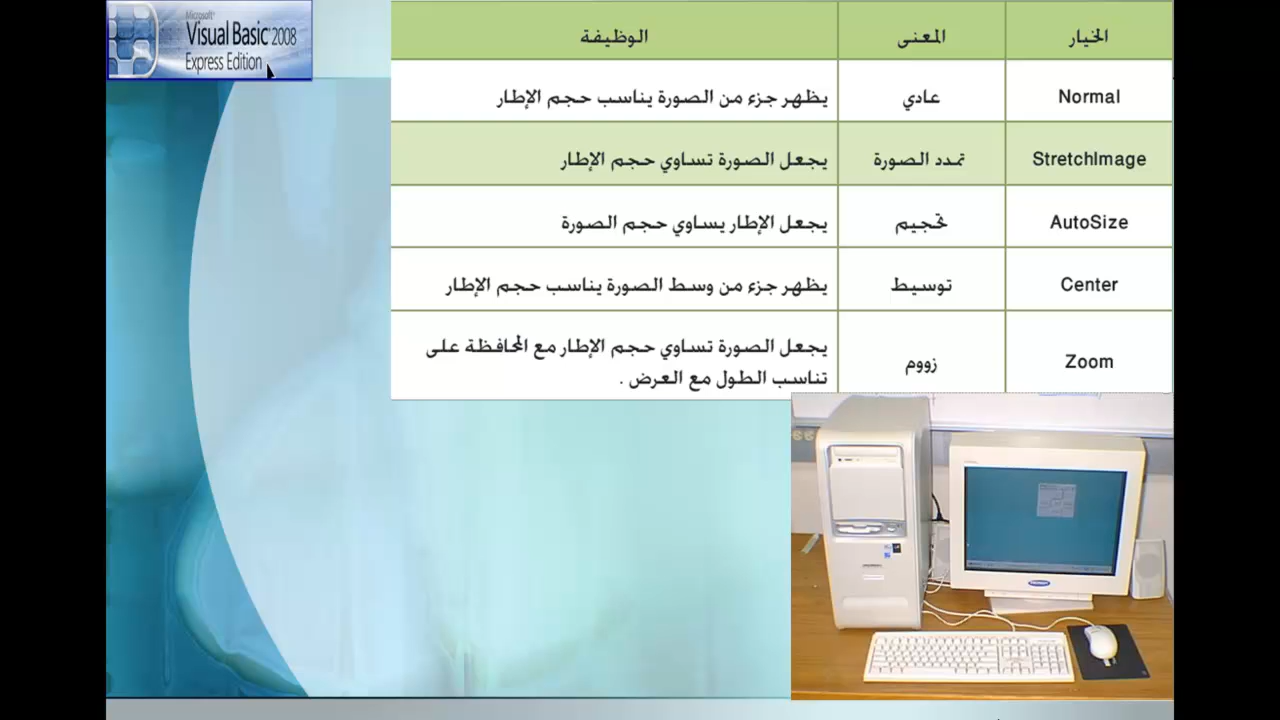 Microsoft
Visual Basic 2008
Express Edition
الخيار المعنى الوظيفة
Normal عادي يظهر جزء من الصورة يناسب حجم الإطار
StretchImage تمدد الصورة يجعل الصورة تساوي حجم الإطار
AutoSize تحجيم يجعل الإطار يساوي حجم الصورة
Center توسيط يظهر جزء من وسط الصورة يناسب حجم الإطار
Zoom زووم يجعل الصورة تساوي حجم الإطار مع المحافظة على
تناسب الطول مع العرض .